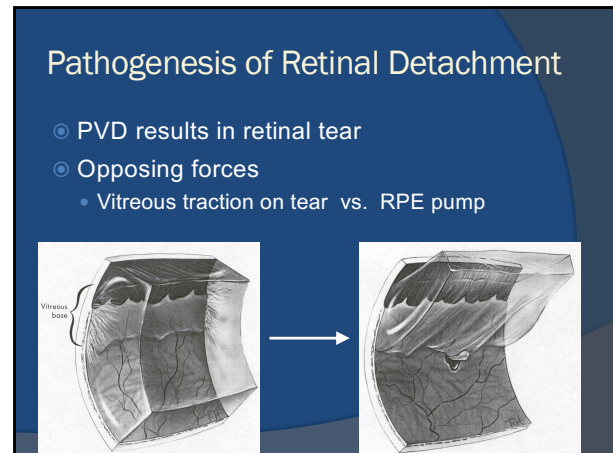 Pathogenesis of Retinal Detachment
PVD results in retinal tear
Opposing forces
Vitreous traction on tear vs. RPE pump
Vitreous
base